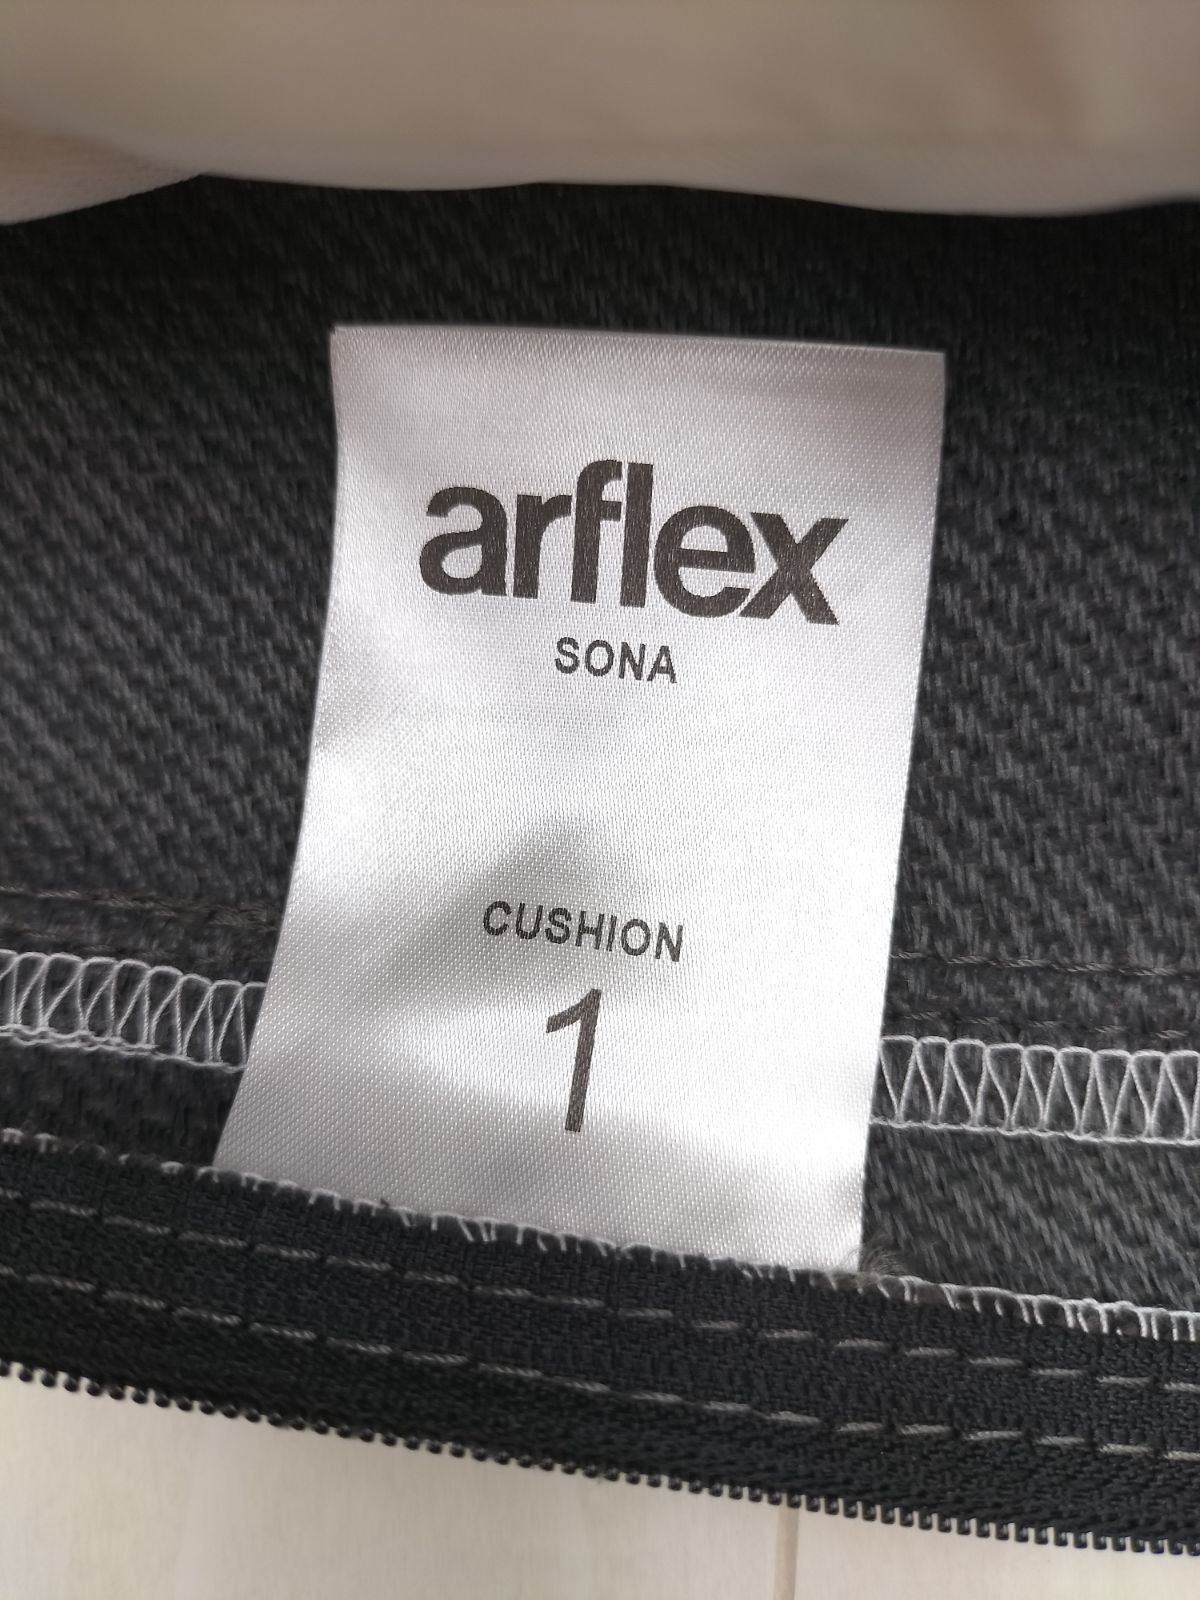 arflex
SONA
CUSHION
1